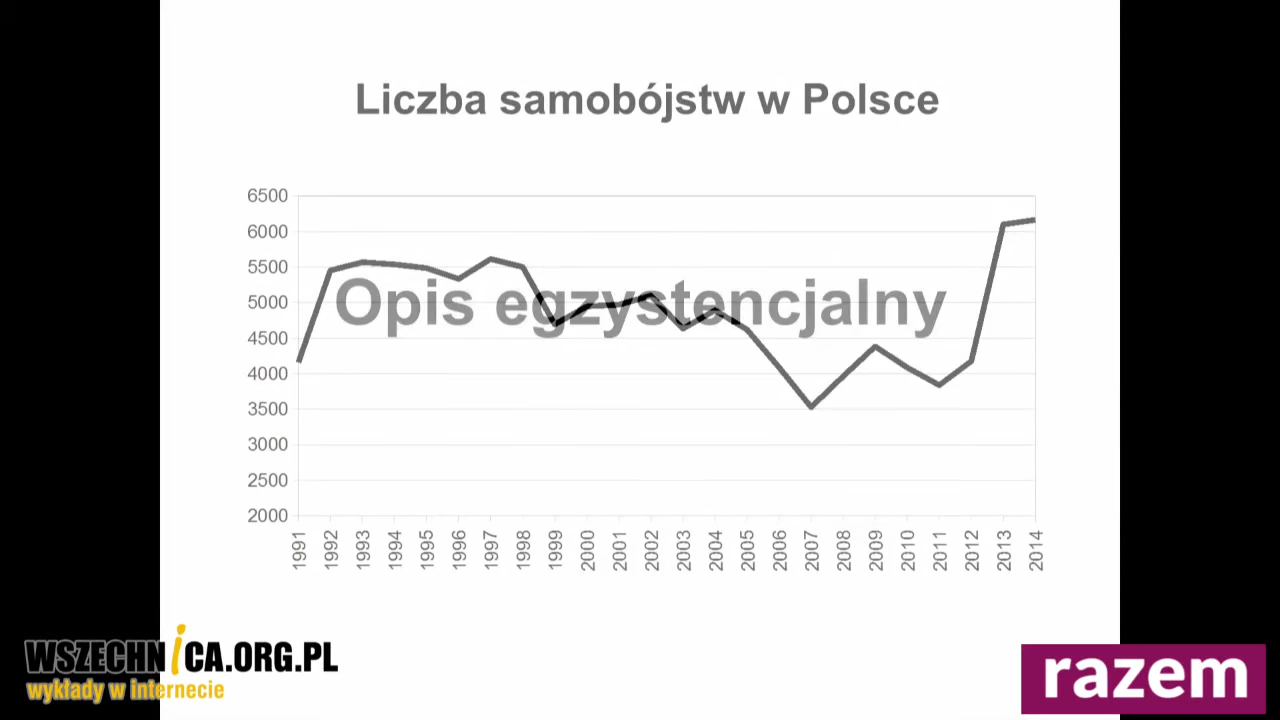 Liczba samobójstw w Polsce
6500
6000
5500
5000
4500
4000
3500
3000
2500
2000
Opis egzystencjalny
1991 1992 1993 1994 1995 1996 1997 1998 1999 2000 2001 2002 2003 2004 2005 2006 2007 2008 2009 2010 2011 2012 2013 2014
WSZECHNiCA.ORG.PL
wykłady w internecie
razem